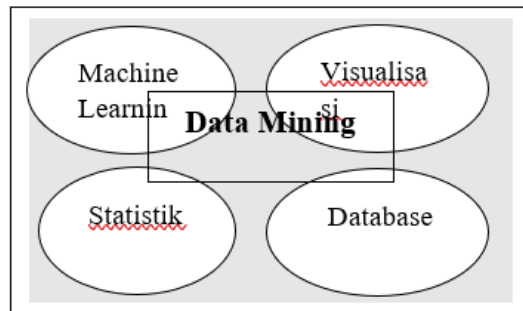 Machine
Learnin
Visualisa
si
Data Mining
Statistik
Database